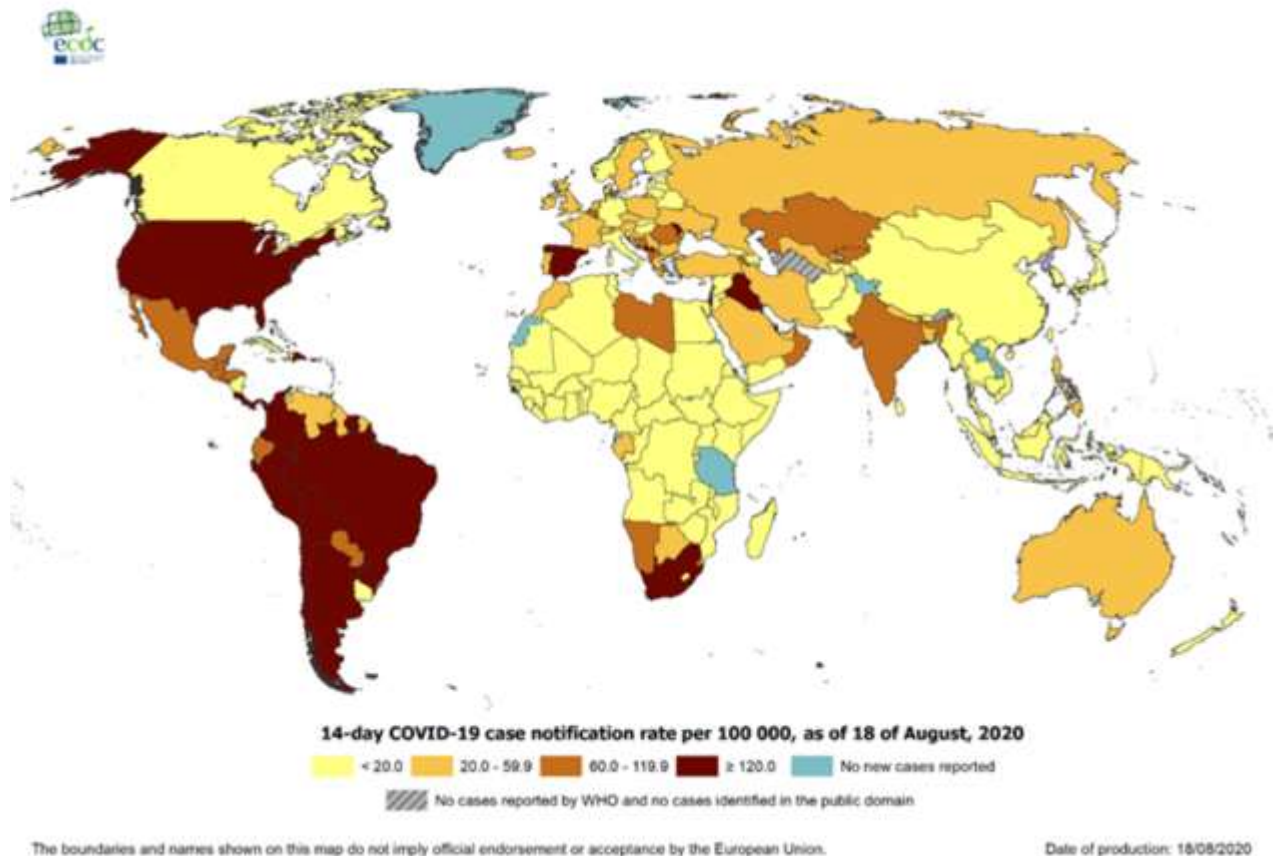 ecdc
14-day COVID-19 case notification rate per 100 000, as of 18 of August, 2020
< 20.0 20.0 - 59.9 60.0 - 119.9 ≥ 120.0 No new cases reported
No cases reported by WHO and no cases identified in the public domain
The boundaries and names shown on this map do not imply official endorsement or acceptance by the European Union. Date of production: 18/08/2020